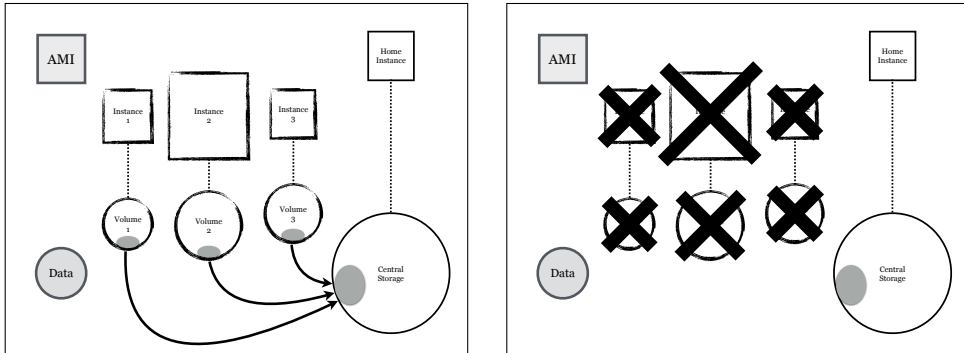 AMI
Home
Instance
Instance
1
Instance
2
Instance
3
Volume
1
Volume
2
Volume
3
Data
Central
Storage
AMI
Home
Instance
Data
Central
Storage